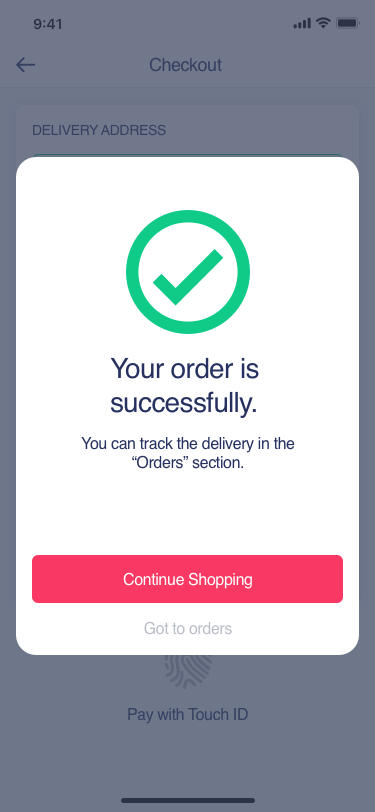 9:41
Checkout
DELIVERY ADDRESS
Your order is
successfully.
You can track the delivery in the
“Orders” section.
Continue Shopping
Got to orders
Pay with Touch ID